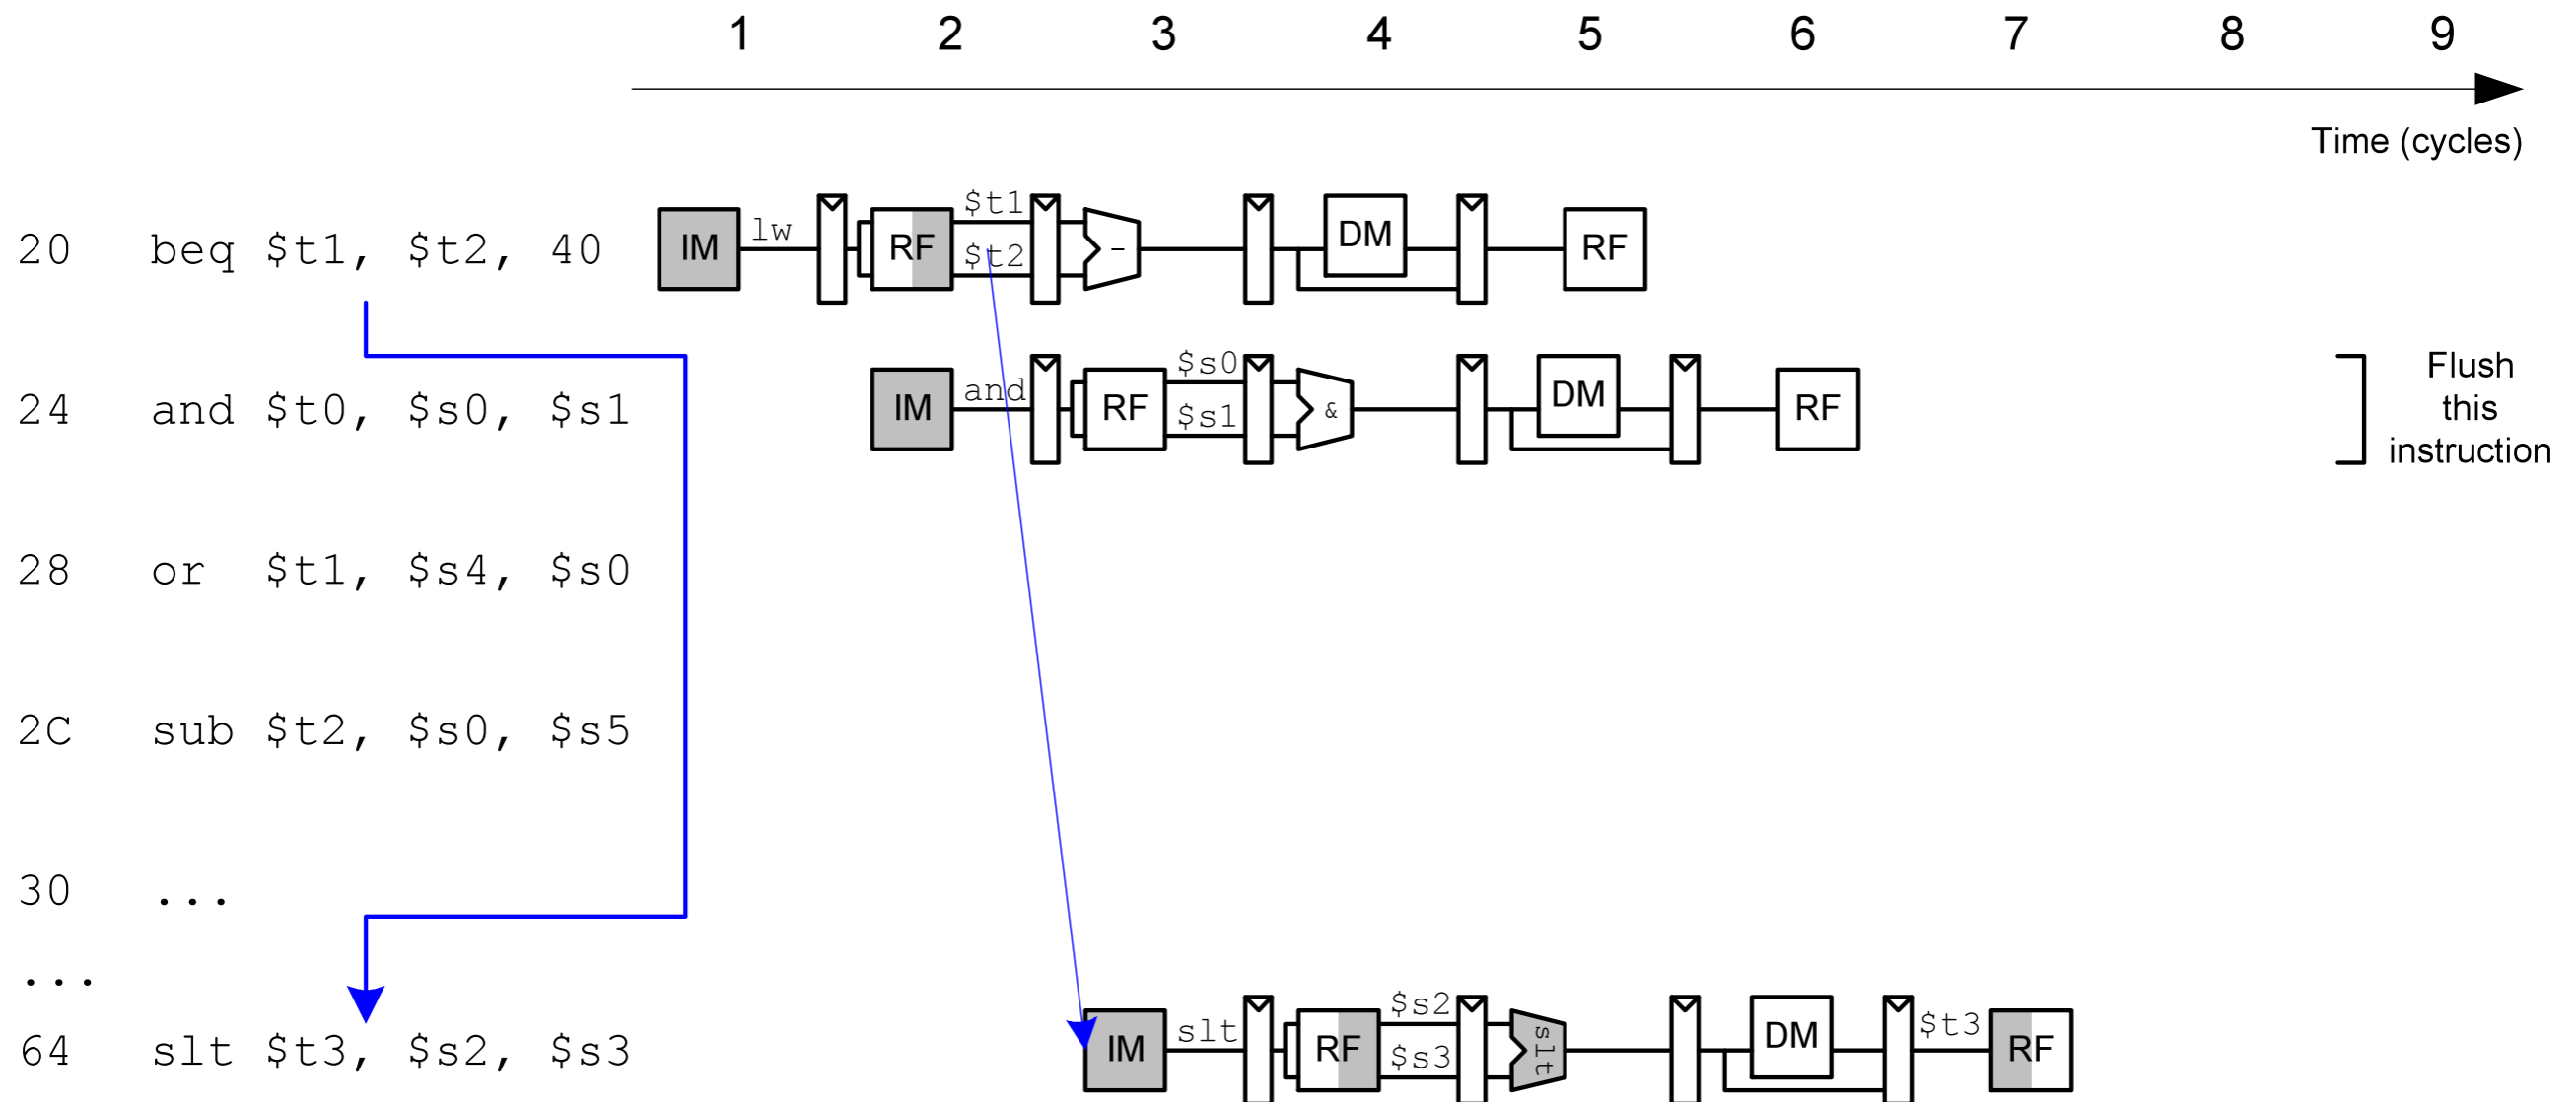 1 2 3 4 5 6 7 8 9
Time (cycles)
20 beq $t1, $t2, 40 IM lw RF $t1 $t2 - DM RF
24 and $t0, $s0, $s1 IM and RF $s0 $s1 & DM RF
Flush
this
instruction
28 or $t1, $s4, $s0
2C sub $t2, $s0, $s5
30 ...
...
64 slt $t3, $s2, $s3 IM slt RF $s2 $s3 slt DM $t3 RF